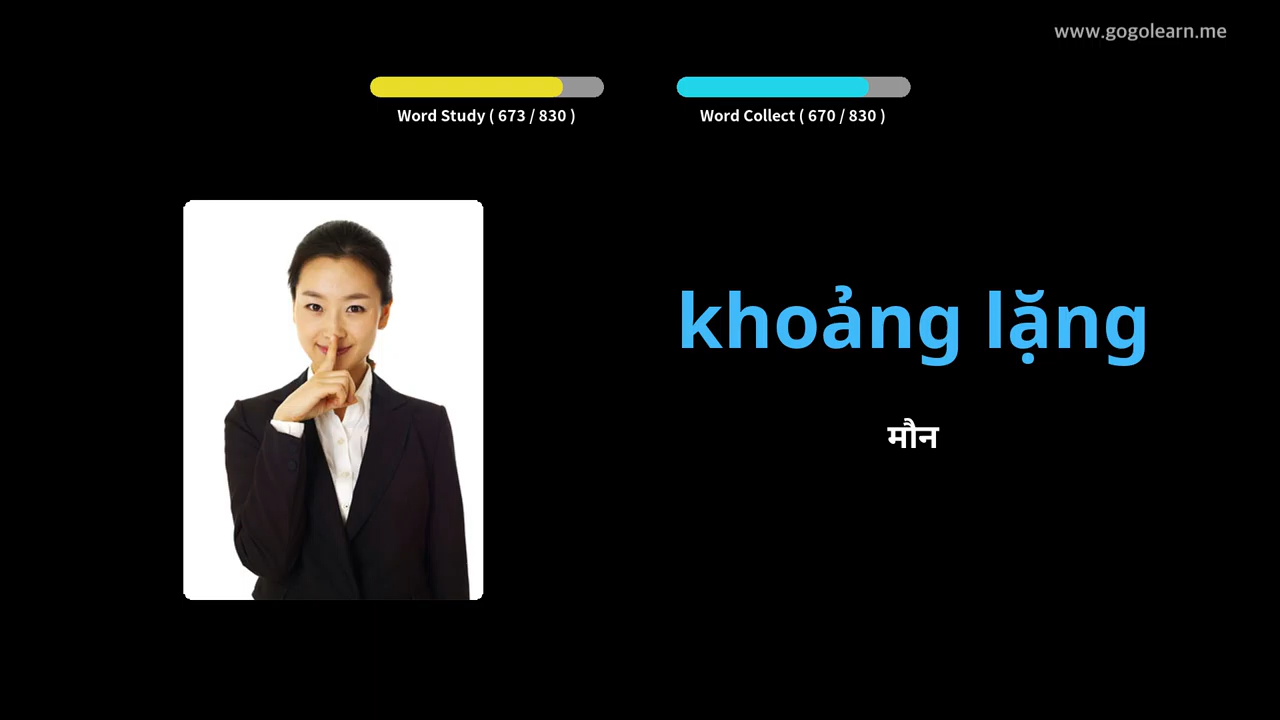 www.gogolearn.me
Word Study ( 673 / 830 )
Word Collect ( 670 / 830 )
khoảng lặng
मौन